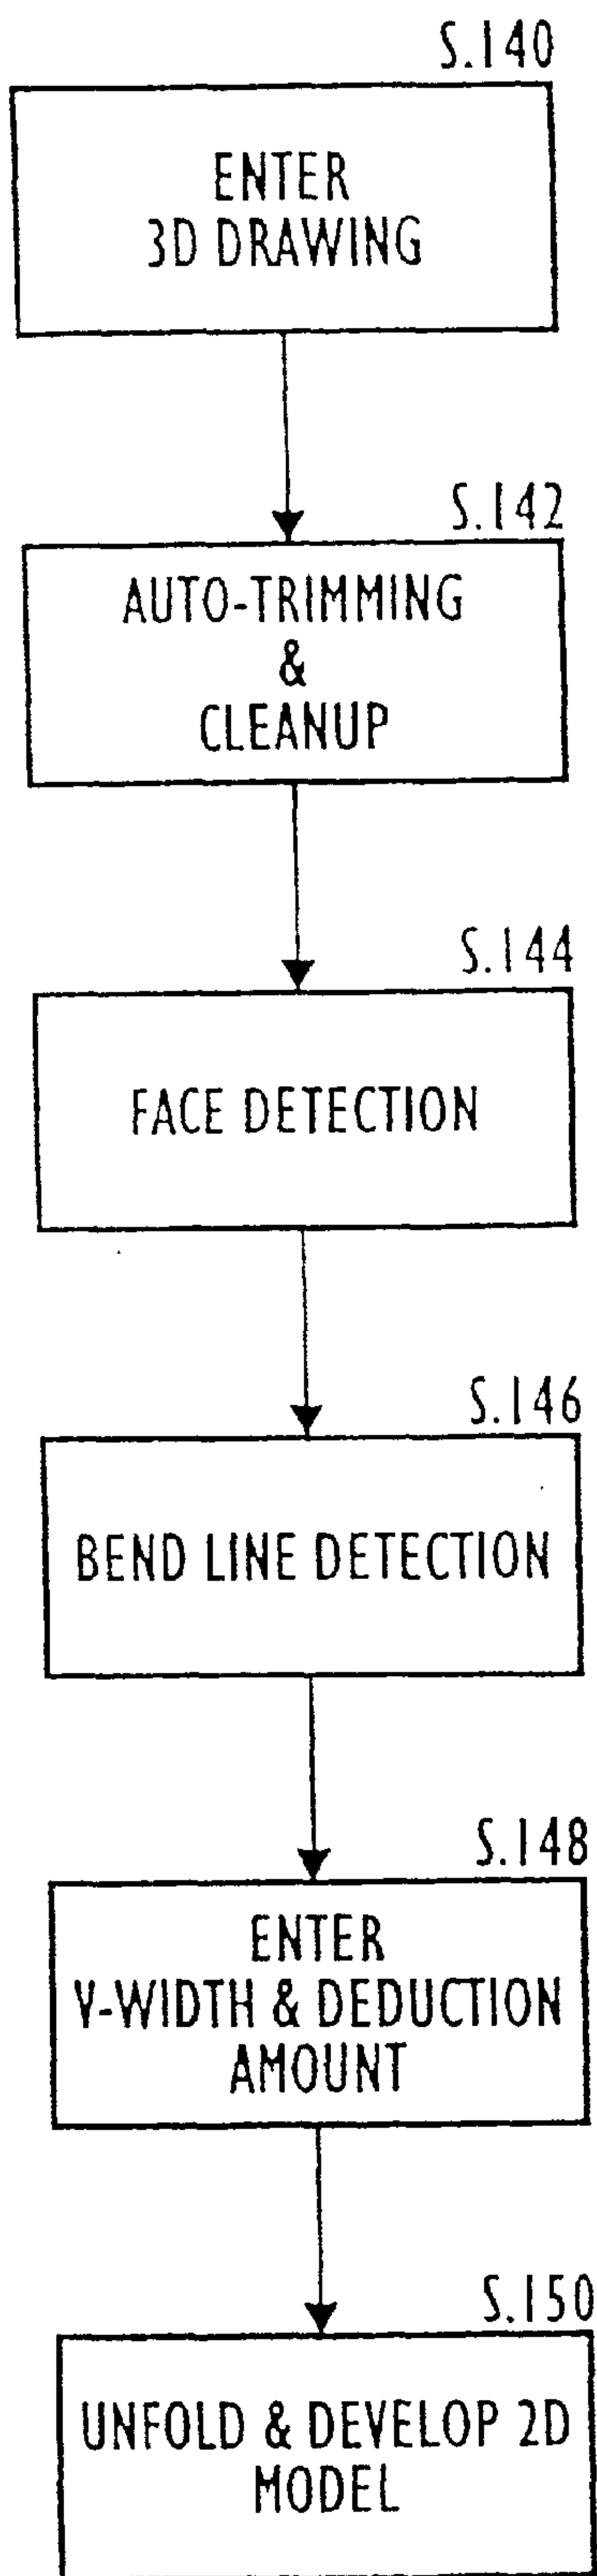 S.140
ENTER
3D DRAWING
S.142
AUTO-TRIMMING
&
CLEANUP
S.144
FACE DETECTION
S.146
BEND LINE DETECTION
S.148
ENTER
V-WIDTH & DEDUCTION
AMOUNT
S.150
UNFOLD & DEVELOP 2D
MODEL